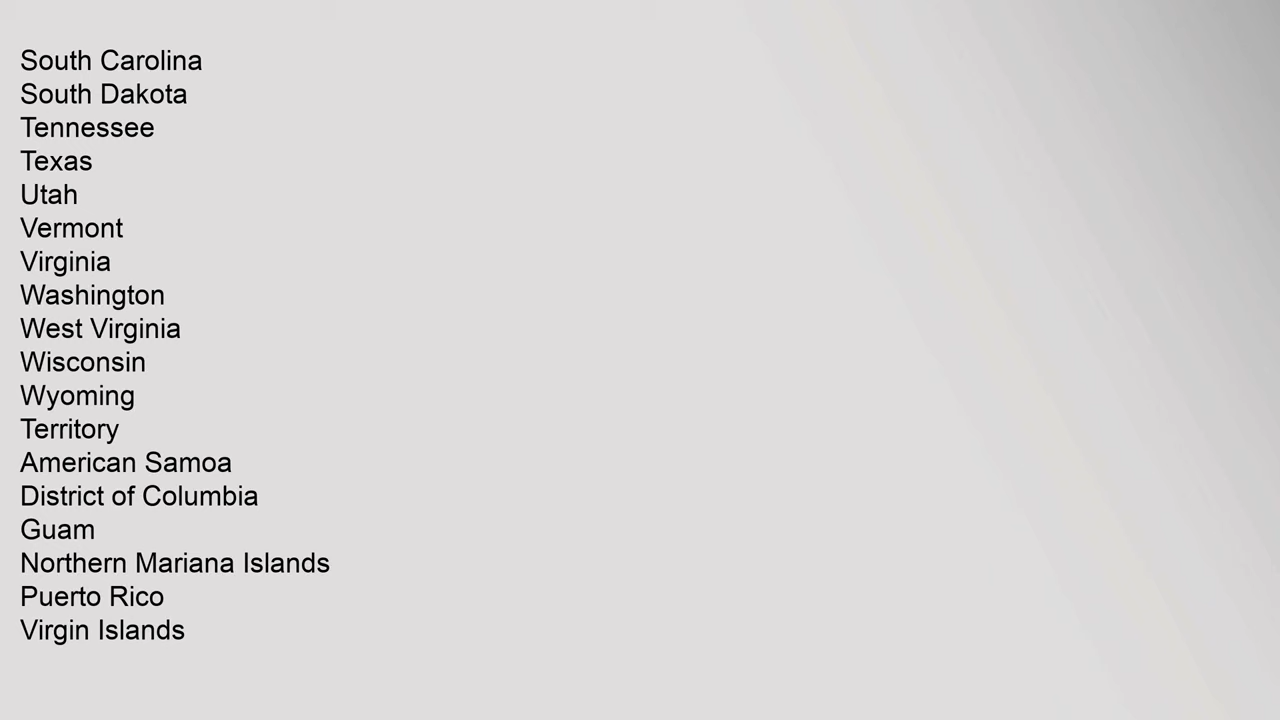 South Carolina
South Dakota
Tennessee
Texas
Utah
Vermont
Virginia
Washington
West Virginia
Wisconsin
Wyoming
Territory
American Samoa
District of Columbia
Guam
Northern Mariana Islands
Puerto Rico
Virgin Islands